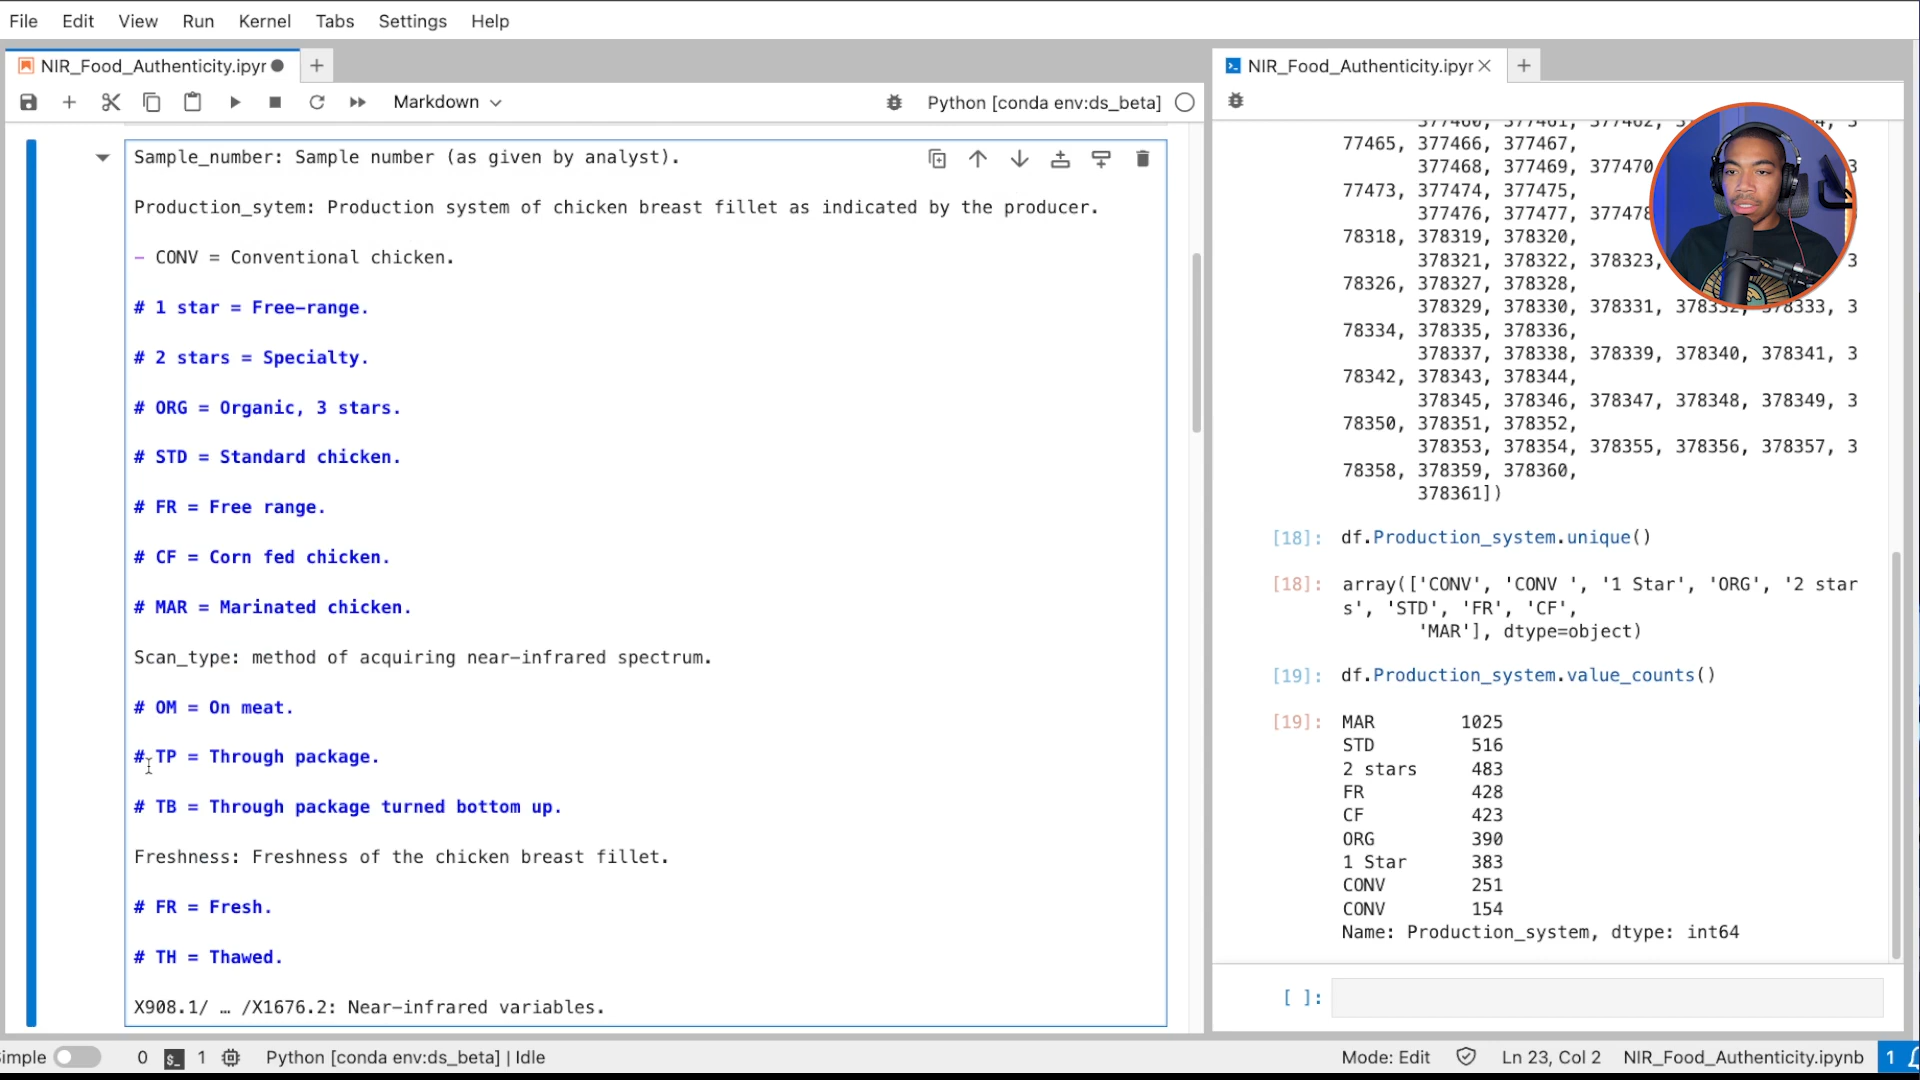 File Edit View Run Kernel Tabs Settings Help
NIR_Food_Authenticity.ipyr
Markdown
Python [conda env:ds_beta]
Sample_number: Sample number (as given by analyst).
Production_sytem: Production system of chicken breast fillet as indicated by the producer.
- CONV = Conventional chicken.
# 1 star = Free-range.
# 2 stars = Specialty.
# ORG = Organic, 3 stars.
# STD = Standard chicken.
# FR = Free range.
# CF = Corn fed chicken.
# MAR = Marinated chicken.
Scan_type: method of acquiring near-infrared spectrum.
# OM = On meat.
# TP = Through package.
# TB = Through package turned bottom up.
Freshness: Freshness of the chicken breast fillet.
# FR = Fresh.
# TH = Thawed.
X908.1/ … /X1676.2: Near-infrared variables.
NIR_Food_Authenticity.ipyr
377460, 377461, 377462, 3
77465, 377466, 377467,
377468, 377469, 377470 3
77473, 377474, 377475,
377476, 377477, 377478
78318, 378319, 378320,
378321, 378322, 378323, 3
78326, 378327, 378328,
378329, 378330, 378331, 378332, 378333, 3
78334, 378335, 378336,
378337, 378338, 378339, 378340, 378341, 3
78342, 378343, 378344,
378345, 378346, 378347, 378348, 378349, 3
78350, 378351, 378352,
378353, 378354, 378355, 378356, 378357, 3
78358, 378359, 378360,
378361])
[18]: df.Production_system.unique()
[18]: array(['CONV', 'CONV ', '1 Star', 'ORG', '2 star
s', 'STD', 'FR', 'CF',
'MAR'], dtype=object)
[19]: df.Production_system.value_counts()
[19]: MAR 1025
STD 516
2 stars 483
FR 428
CF 423
ORG 390
1 Star 383
CONV 251
CONV 154
Name: Production_system, dtype: int64
[ ]:
imple 0 1 Python [conda env:ds_beta] | Idle Mode: Edit Ln 23, Col 2 NIR_Food_Authenticity.ipynb 1